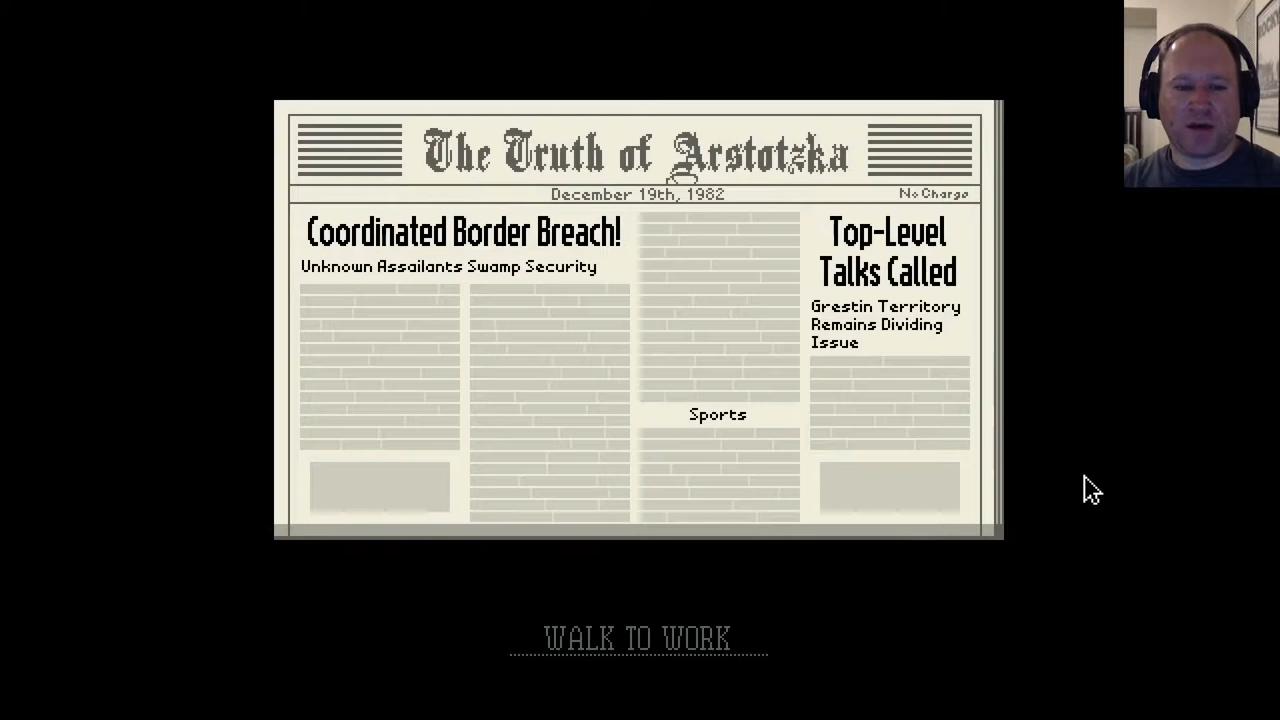 The Truth of Arstotzka
December 19th, 1982
No Charge
Coordinated Border Breach!
Unknown Assailants Swamp Security
Sports
Top-Level
Talks Called
Grestin Territory
Remains Dividing
Issue
WALK TO WORK
ROCKY